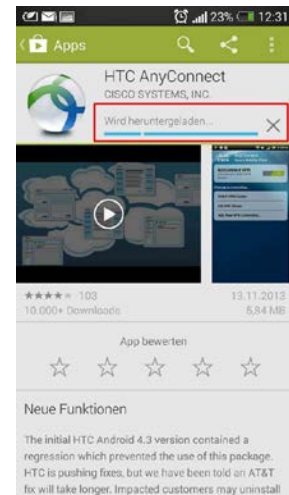 23% 12:31
Apps
HTC AnyConnect
CISCO SYSTEMS, INC.
Wird heruntergeladen...
103 13.11.2013
10.000+ Downloads 5,84 MB
App bewerten
Neue Funktionen
The initial HTC Android 4.3 version contained a
regression which prevented the use of this package.
HTC is pushing fixes, but we have been told an AT&T
fix will take longer. Impacted customers may uninstall